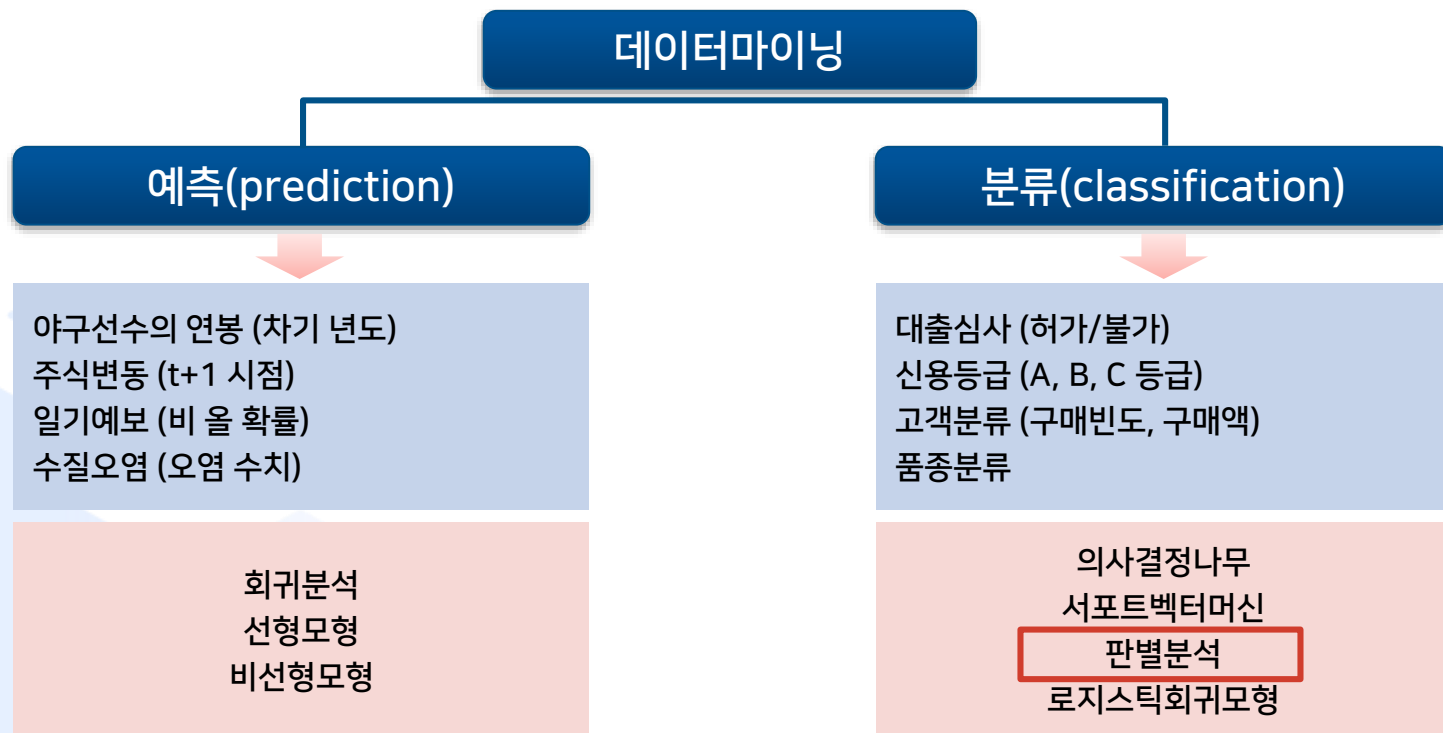 데이터마이닝
예측(prediction)
야구선수의 연봉 (차기 년도)
주식변동 (t+1 시점)
일기예보 (비 올 확률)
수질오염 (오염 수치)
회귀분석
선형모형
비선형모형
분류(classification)
대출심사 (허가/불가)
신용등급 (A, B, C 등급)
고객분류 (구매빈도, 구매액)
품종분류
의사결정나무
서포트벡터머신
판별분석
로지스틱회귀모형